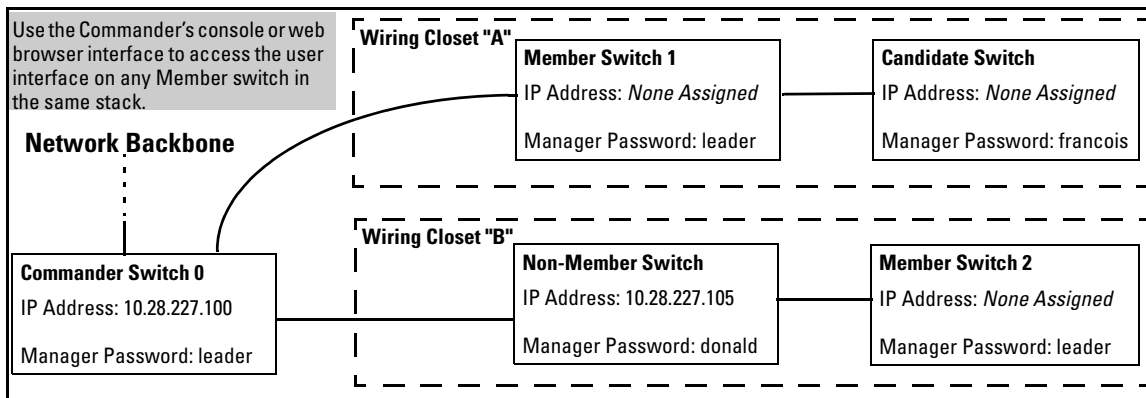 Use the Commander's console or web
browser interface to access the user
interface on any Member switch in
the same stack.
Network Backbone
Wiring Closet "A"
Member Switch 1
IP Address: None Assigned
Manager Password: leader
Candidate Switch
IP Address: None Assigned
Manager Password: francois
Commander Switch 0
IP Address: 10.28.227.100
Manager Password: leader
Wiring Closet "B"
Non-Member Switch
IP Address: 10.28.227.105
Manager Password: donald
Member Switch 2
IP Address: None Assigned
Manager Password: leader